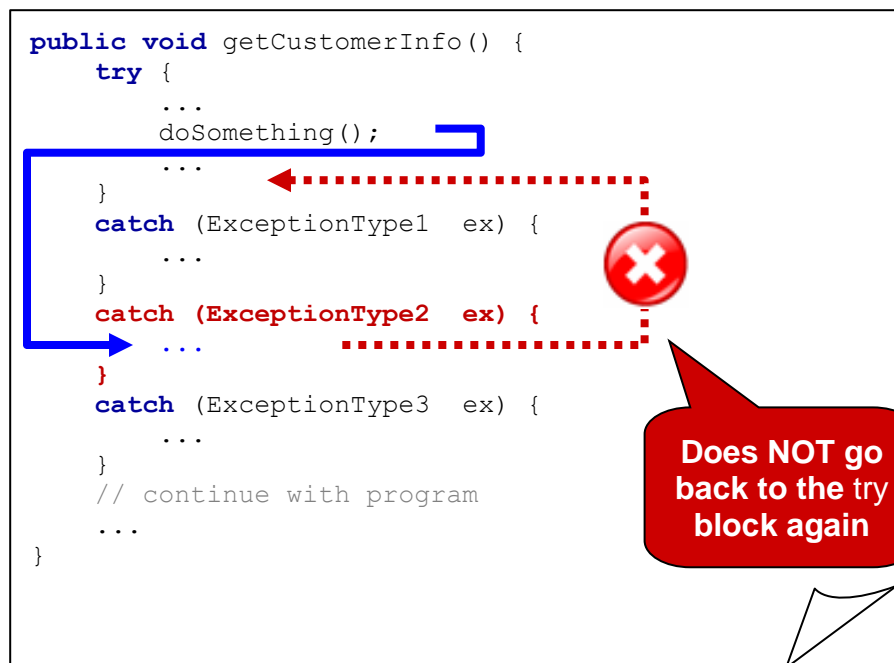 public void getCustomerInfo() {
    try {
        ...
        doSomething();
        ...
    }
    catch (ExceptionType1  ex) {
        ...
    }
    catch (ExceptionType2  ex) {
        ...
    }
    catch (ExceptionType3  ex) {
        ...
    }
    // continue with program
    ...
}
Does NOT go
back to the try
block again